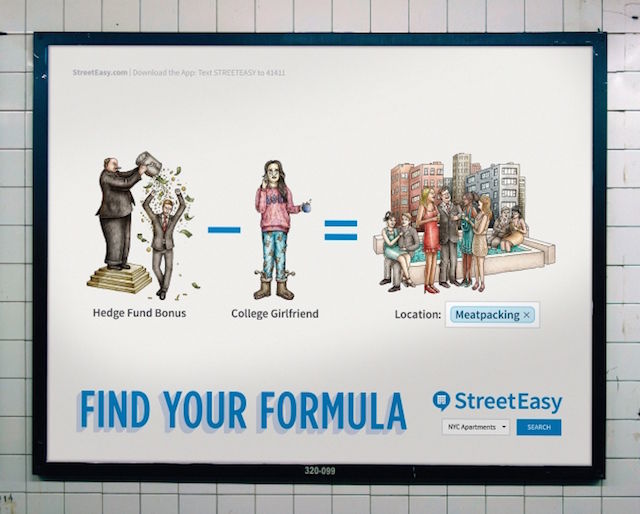 StreetEasy.com | Download the App: Text STREETEASY to 41411
Hedge Fund Bonus
College Girlfriend
Location: Meatpacking ×
FIND YOUR FORMULA
StreetEasy
NYC Apartments
SEARCH
320-099